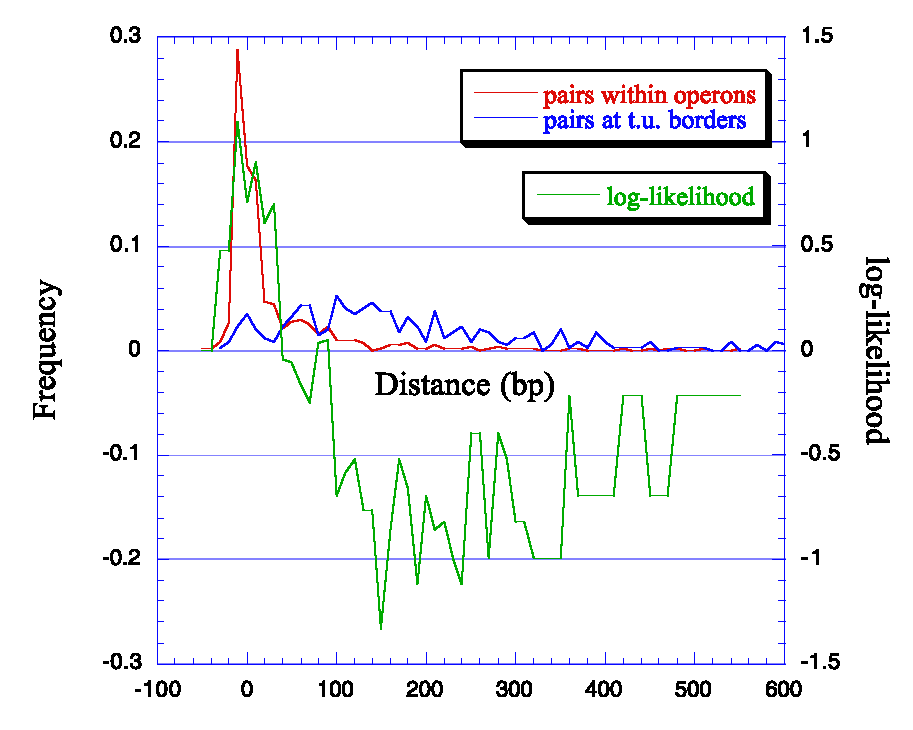 0.3
1.5
pairs within operons
pairs at t.u. borders
0.2
1
log-likelihood
0.1
0.5
Frequency
log-likelihood
0
0
Distance (bp)
-0.1
-0.5
-0.2
-1
-0.3
-1.5
-100 0 100 200 300 400 500 600